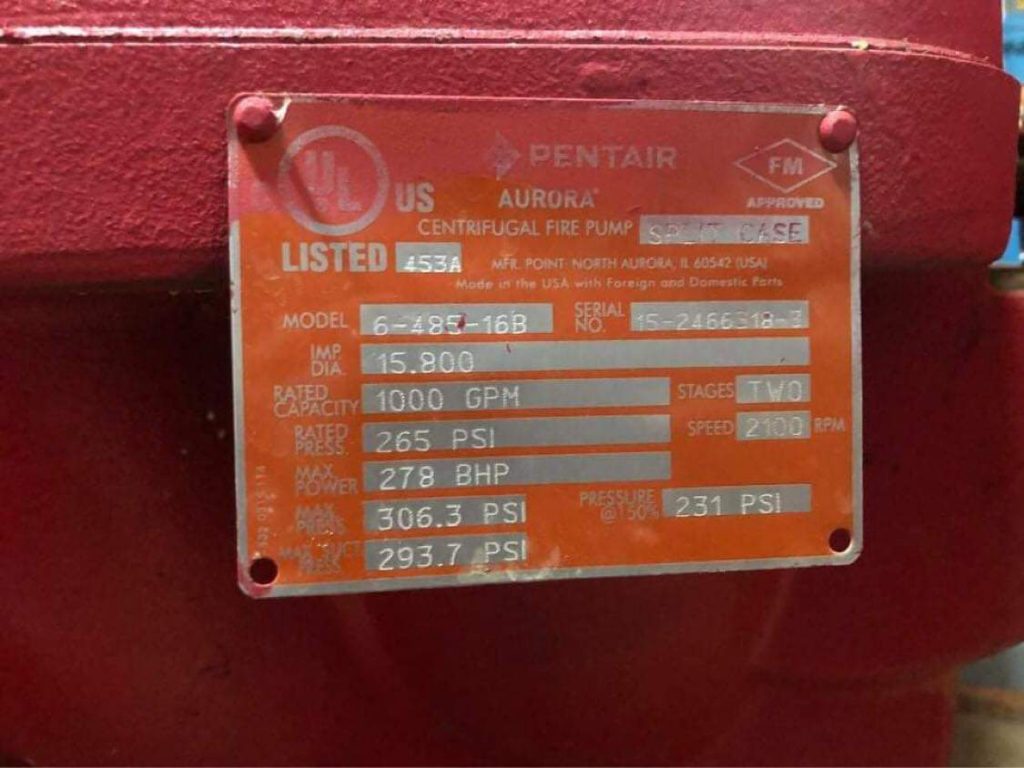 UL US PENTAIR FM
AURORA APPROVED
CENTRIFUGAL FIRE PUMP SPLIT CASE
LISTED 453A MFR. POINT: NORTH AURORA, IL 60542 (USA)
Made in the USA with Foreign and Domestic Parts
MODEL 6-485-16B SERIAL NO. 15-2466318-3
IMP. DIA. 15.800
RATED CAPACITY 1000 GPM STAGES TWO
RATED PRESS. 265 PSI SPEED 2100 RPM
MAX. POWER 278 BHP
MAX. PRESS 306.3 PSI PRESSURE @150% 231 PSI
MAX SUCT PRESS. 293.7 PSI